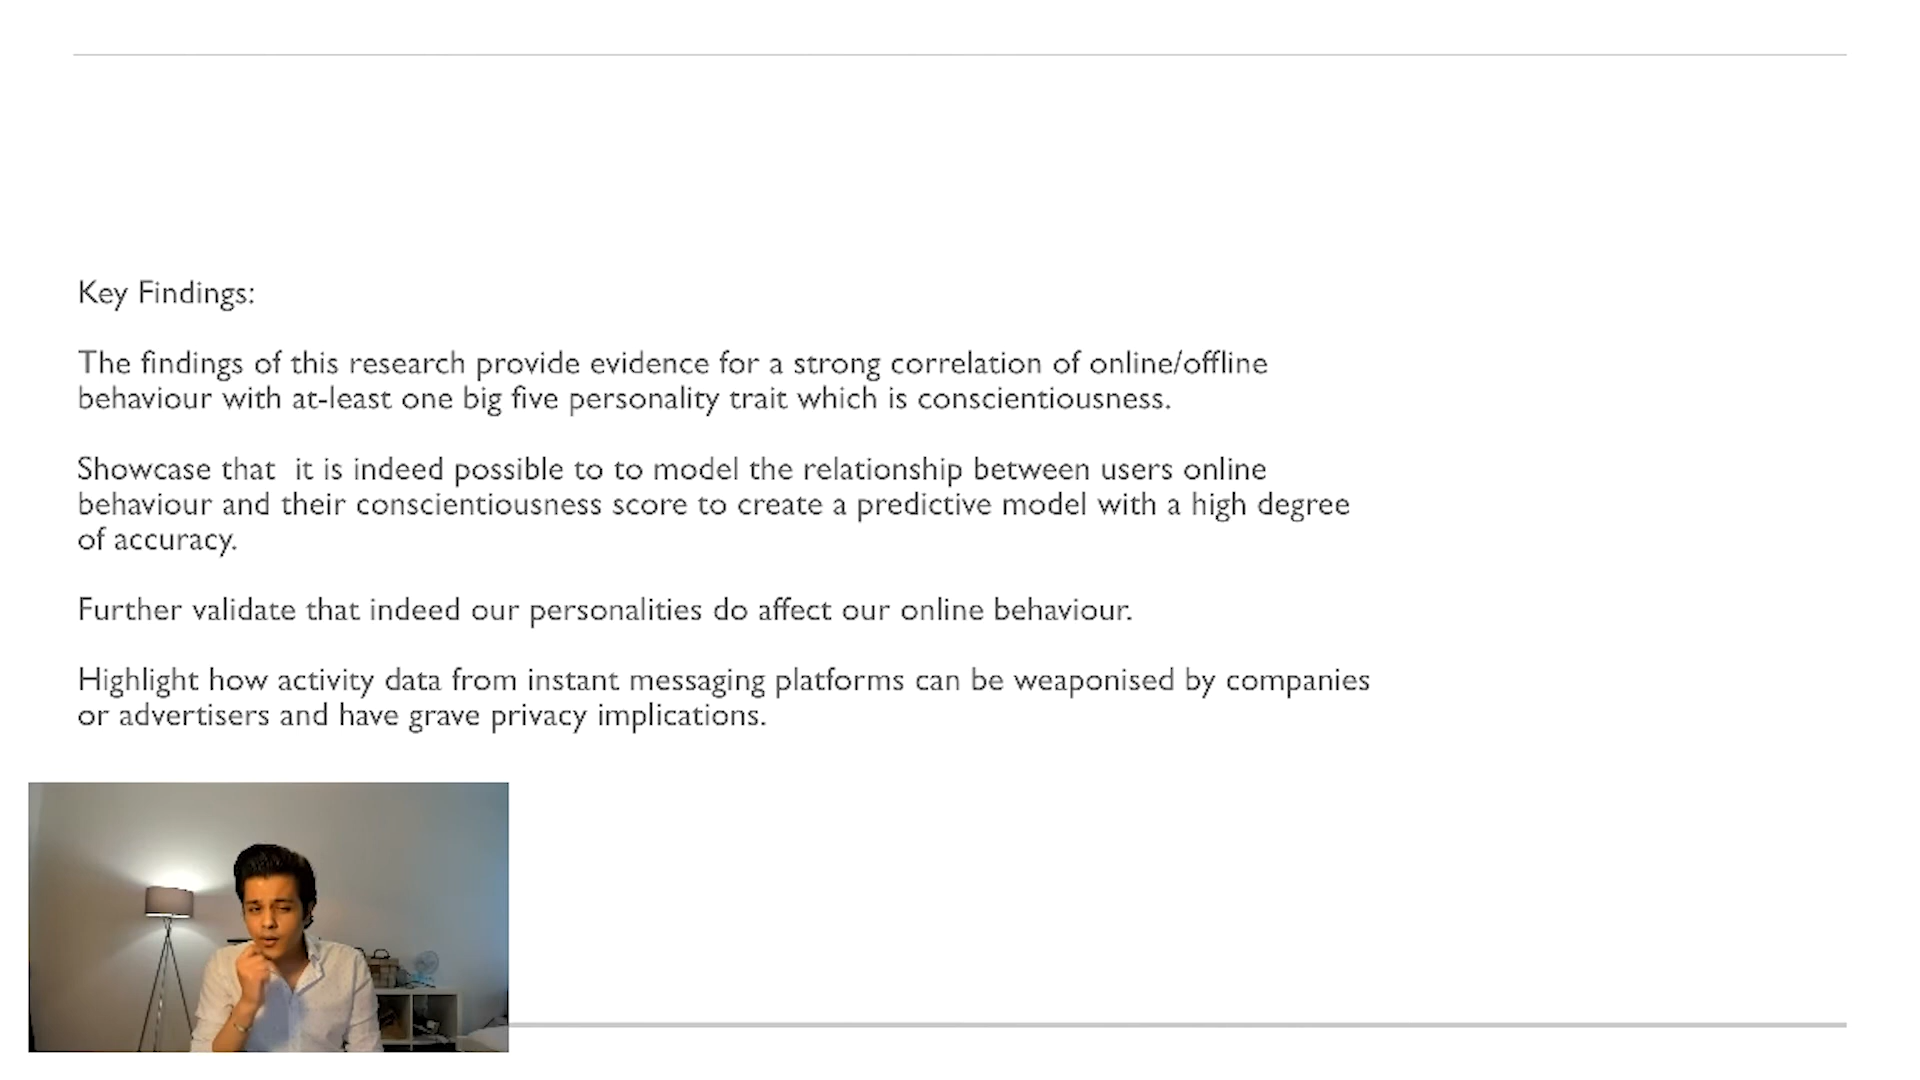 Key Findings:
The findings of this research provide evidence for a strong correlation of online/offline
behaviour with at-least one big five personality trait which is conscientiousness.
Showcase that  it is indeed possible to to model the relationship between users online
behaviour and their conscientiousness score to create a predictive model with a high degree
of accuracy.
Further validate that indeed our personalities do affect our online behaviour.
Highlight how activity data from instant messaging platforms can be weaponised by companies
or advertisers and have grave privacy implications.